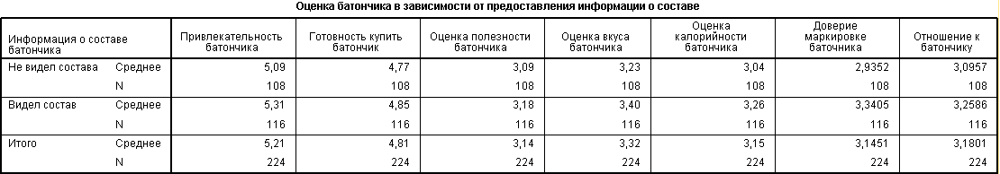 Оценка батончика в зависимости от предоставления информации о составе
Информация о составе батончика Привлекательность батончика Готовность купить батончик Оценка полезности батончика Оценка вкуса батончика Оценка калорийности батончика Доверие маркировке баточника Отношение к батончику
Не видел состава Среднее 5,09 4,77 3,09 3,23 3,04 2,9352 3,0957
N 108 108 108 108 108 108 108
Видел состав Среднее 5,31 4,85 3,18 3,40 3,26 3,3405 3,2586
N 116 116 116 116 116 116 116
Итого Среднее 5,21 4,81 3,14 3,32 3,15 3,1451 3,1801
N 224 224 224 224 224 224 224